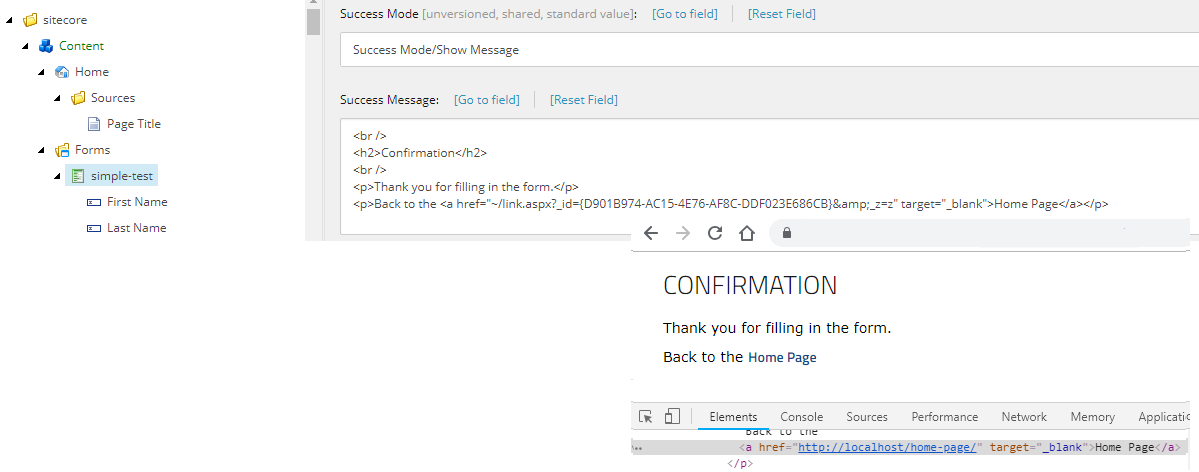 sitecore
Content
Home
Sources
Page Title
Forms
simple-test
First Name
Last Name
Success Mode [unversioned, shared, standard value]: [Go to field] [Reset Field]
Success Mode/Show Message
Success Message: [Go to field] [Reset Field]
<br />
<h2>Confirmation</h2>
<br />
<p>Thank you for filling in the form.</p>
<p>Back to the <a href="~/link.aspx?_id={D901B974-AC15-4E76-AF8C-DDF023E686CB}&amp;_z=z" target="_blank">Home Page</a></p>
CONFIRMATION
Thank you for filling in the form.
Back to the Home Page
Elements Console Sources Performance Network Memory Applicati
Back to the
<a href="http://localhost/home-page/" target="_blank">Home Page</a>
</p>